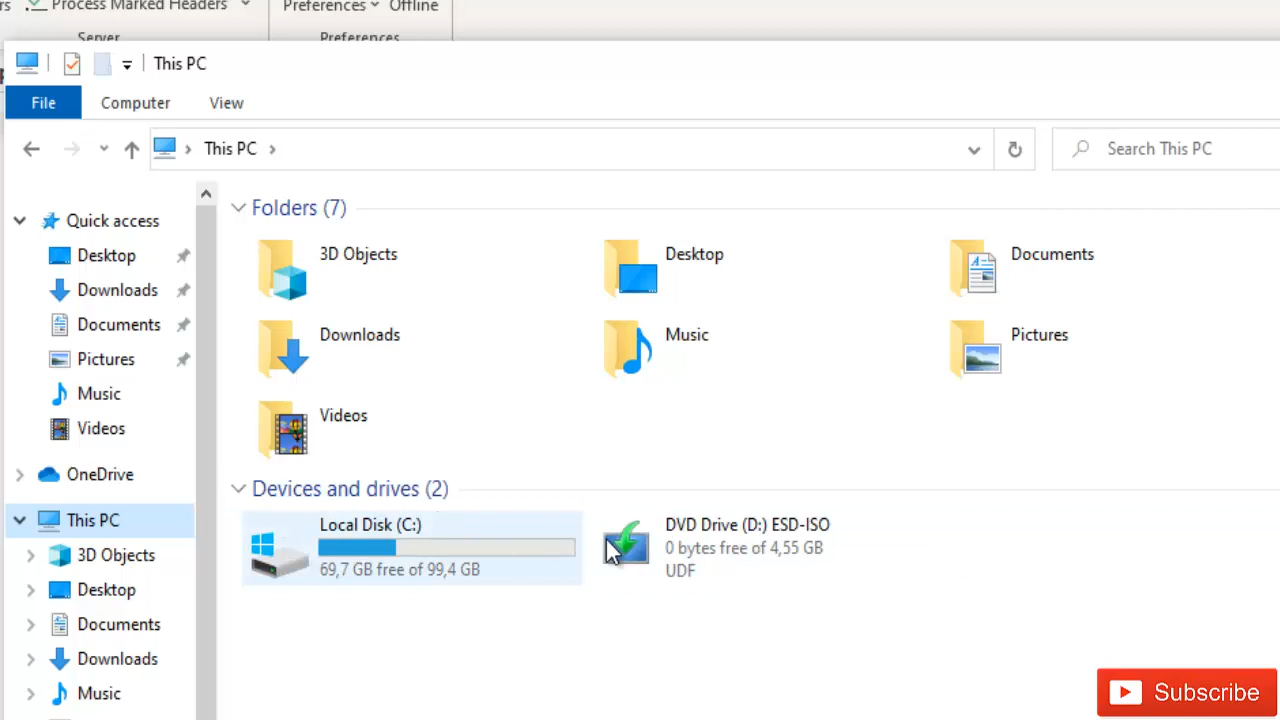 Process Marked Headers
Preferences
Offline
Server
Preferences
This PC
File
Computer
View
This PC
Search This PC
Quick access
Desktop
Downloads
Documents
Pictures
Music
Videos
OneDrive
This PC
3D Objects
Desktop
Documents
Downloads
Music
Folders (7)
3D Objects
Desktop
Documents
Downloads
Music
Pictures
Videos
Devices and drives (2)
Local Disk (C:)
69,7 GB free of 99,4 GB
DVD Drive (D:) ESD-ISO
0 bytes free of 4,55 GB
UDF
Subscribe